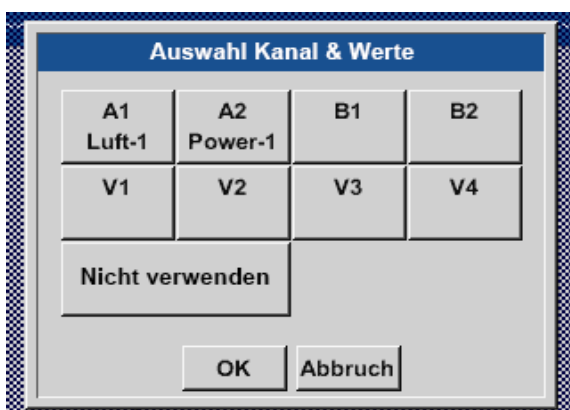 Auswahl Kanal & Werte
A1 A2 B1 B2
Luft-1 Power-1
V1 V2 V3 V4
Nicht verwenden
OK Abbruch